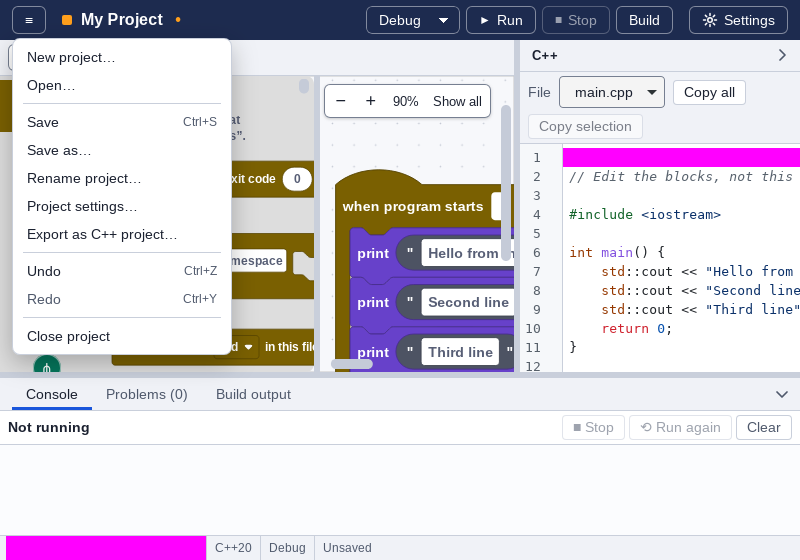 ≡ My Project • Debug Run Stop Build Settings
New project…
Open…
Save Ctrl+S
Save as…
Rename project…
Project settings…
Export as C++ project…
Undo Ctrl+Z
Redo Ctrl+Y
Close project
at
s”.
xit code 0
mespace
d in this file
− + 90% Show all
when program starts
print " Hello from
print " Second line
print " Third line "
C++
File main.cpp Copy all
Copy selection
1
2 // Edit the blocks, not this
3
4 #include <iostream>
5
6 int main() {
7 std::cout << "Hello from
8 std::cout << "Second line
9 std::cout << "Third line"
10 return 0;
11 }
12
Console Problems (0) Build output
Not running Stop Run again Clear
C++20 Debug Unsaved